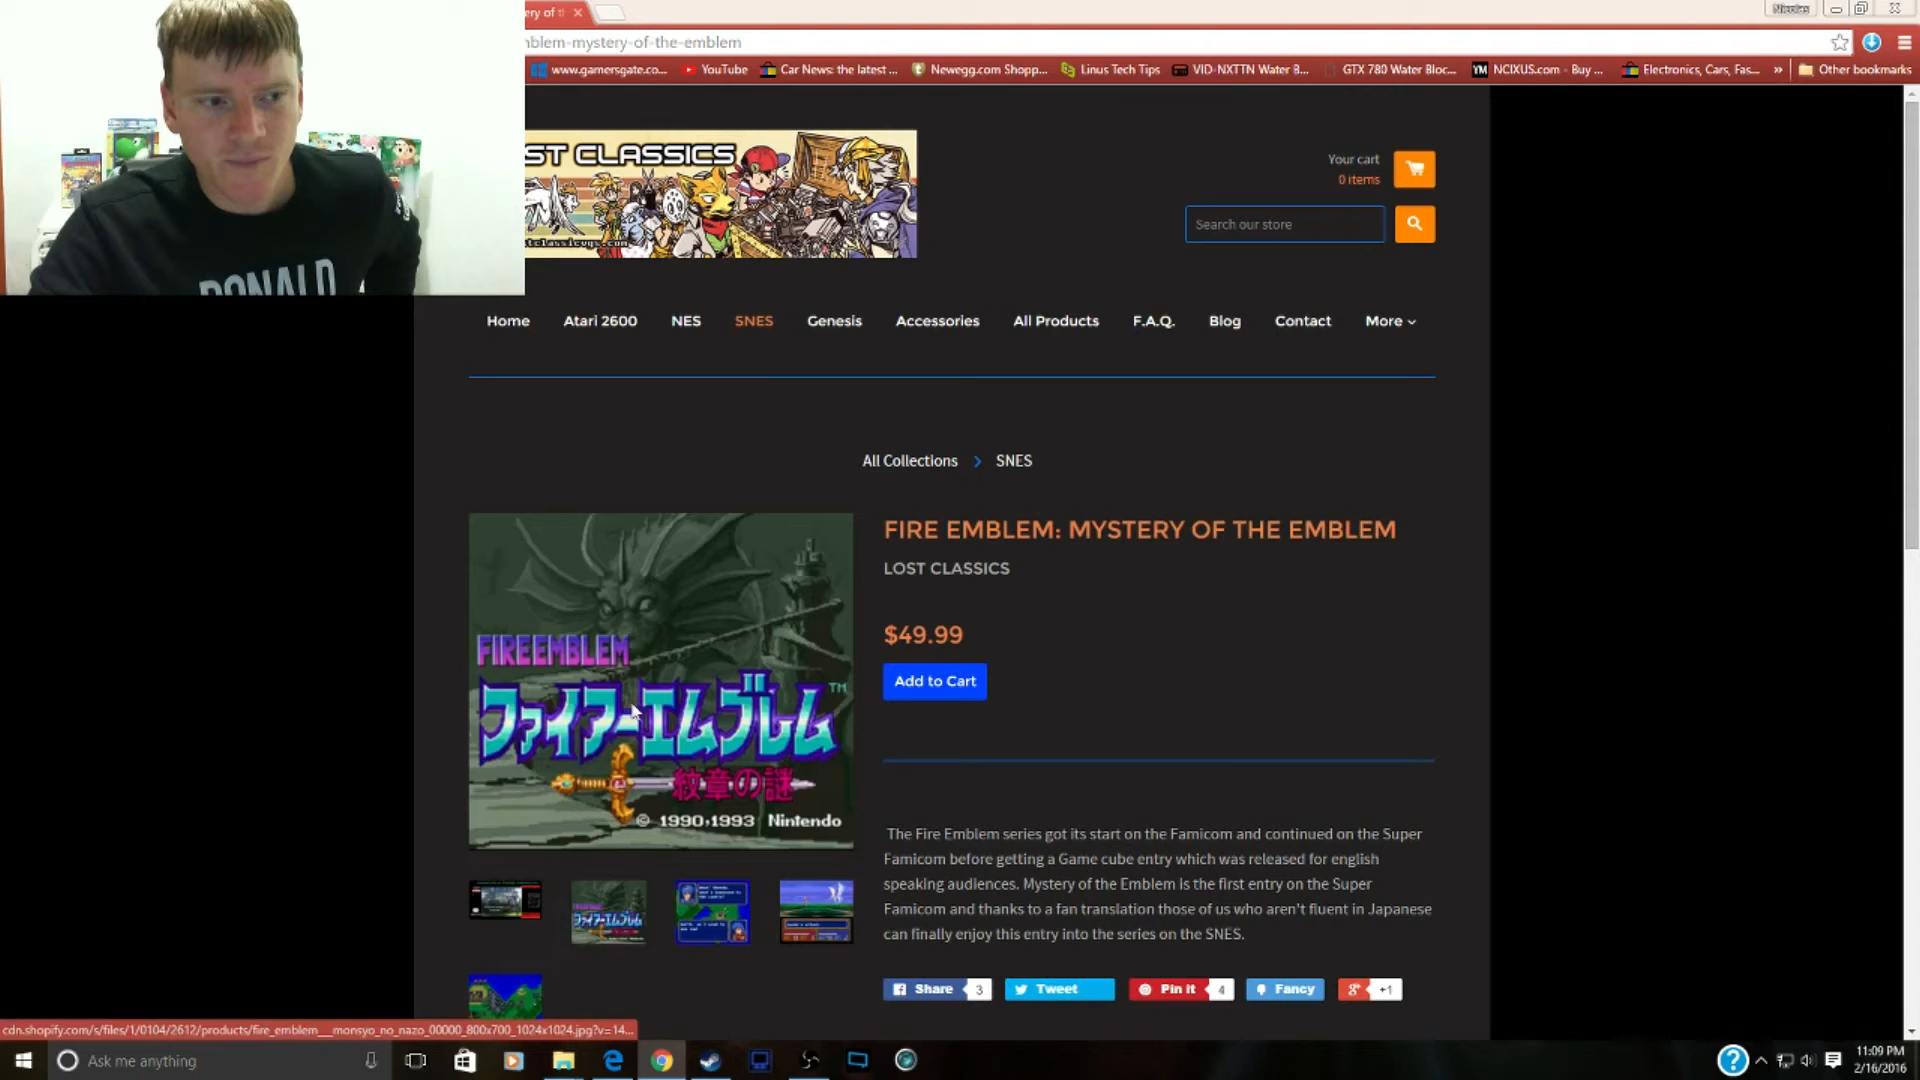 ery of t
Nicolas
nblem-mystery-of-the-emblem
www.gamersgate.co...
YouTube
Car News: the latest ...
Newegg.com Shopp...
Linus Tech Tips
VID-NXTTN Water B...
GTX 780 Water Bloc...
NCIXUS.com - Buy ...
Electronics, Cars, Fas...
Other bookmarks
ST CLASSICS
stclassicvgs.com
Your cart
0 items
Search our store
DONALD
Home
Atari 2600
NES
SNES
Genesis
Accessories
All Products
F.A.Q.
Blog
Contact
More
All Collections > SNES
FIRE EMBLEM: MYSTERY OF THE EMBLEM
LOST CLASSICS
$49.99
Add to Cart
FIREEMBLEM
ファイアーエムブレム TM
紋章の謎
© 1990,1993 Nintendo
The Fire Emblem series got its start on the Famicom and continued on the Super
Famicom before getting a Game cube entry which was released for english
speaking audiences. Mystery of the Emblem is the first entry on the Super
Famicom and thanks to a fan translation those of us who aren't fluent in Japanese
can finally enjoy this entry into the series on the SNES.
Share 3
Tweet
Pin it 4
Fancy
g+ +1
cdn.shopify.com/s/files/1/0104/2612/products/fire_emblem__monsyo_no_nazo_00000_800x700_1024x1024.jpg?v=14...
Ask me anything
11:09 PM
2/16/2016